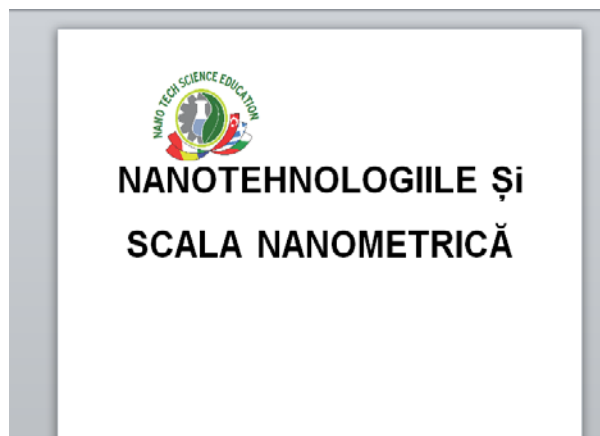 NANO TECH SCIENCE EDUCATION
NANOTEHNOLOGIILE Și
SCALA NANOMETRICĂ